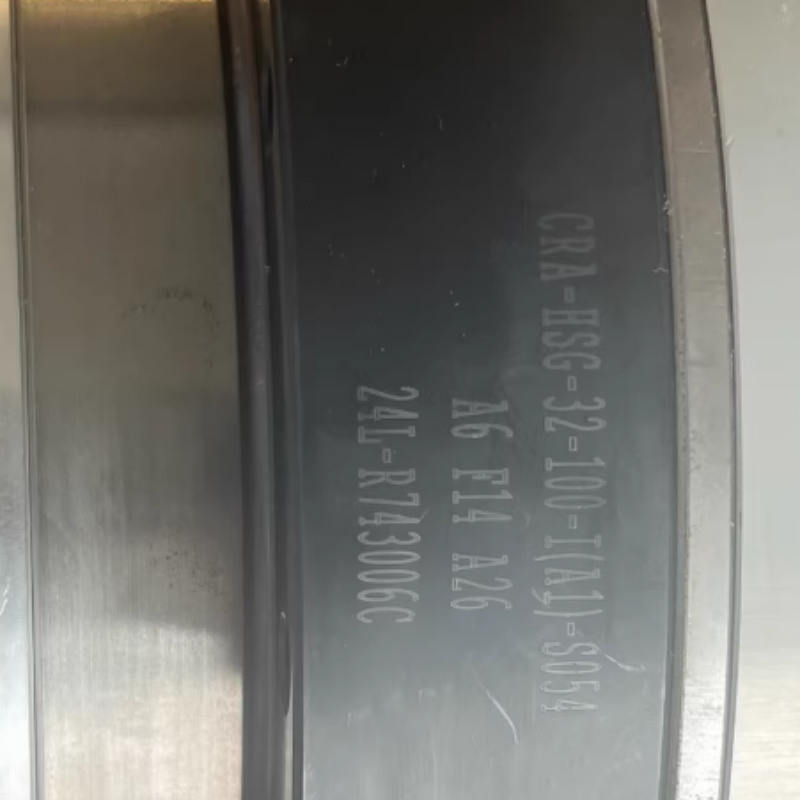 CRA-HSG-32-100-I(A1)-S054
A6 F14 A26
24L-R743006C